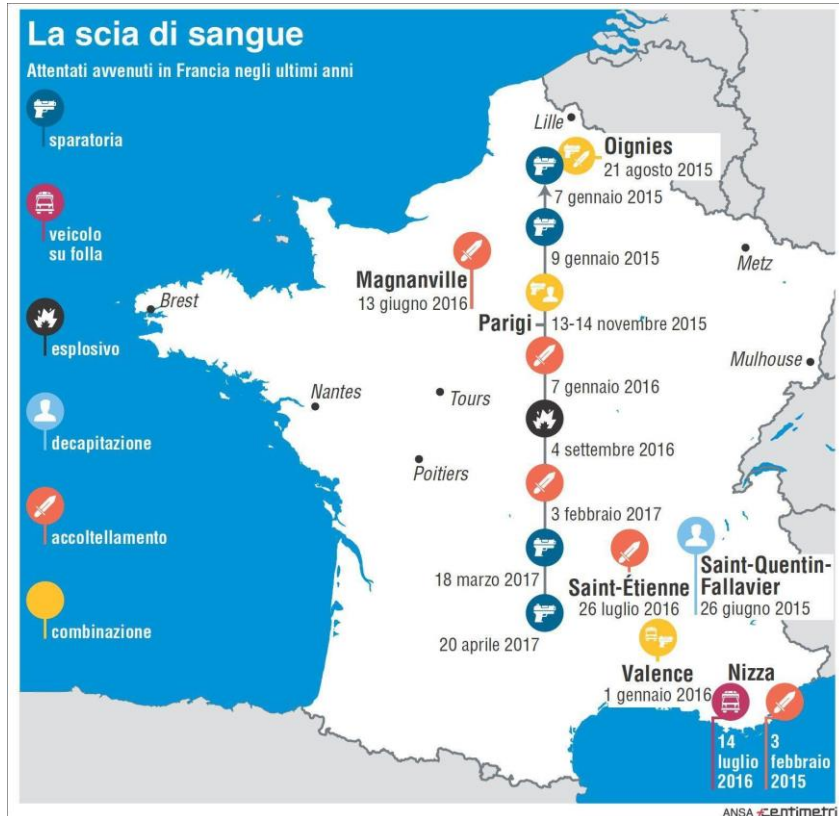 La scia di sangue
Attentati avvenuti in Francia negli ultimi anni
sparatoria
veicolo
su folla
esplosivo
decapitazione
accoltellamento
combinazione
Lille
Oignies
21 agosto 2015
7 gennaio 2015
9 gennaio 2015
Metz
Magnanville
13 giugno 2016
Brest
Parigi
13-14 novembre 2015
Mulhouse
7 gennaio 2016
Nantes
Tours
4 settembre 2016
Poitiers
3 febbraio 2017
18 marzo 2017
Saint-Étienne
26 luglio 2016
Saint-Quentin-
Fallavier
26 giugno 2015
20 aprile 2017
Valence
1 gennaio 2016
Nizza
14
luglio
2016
3
febbraio
2015
ANSA centimetri